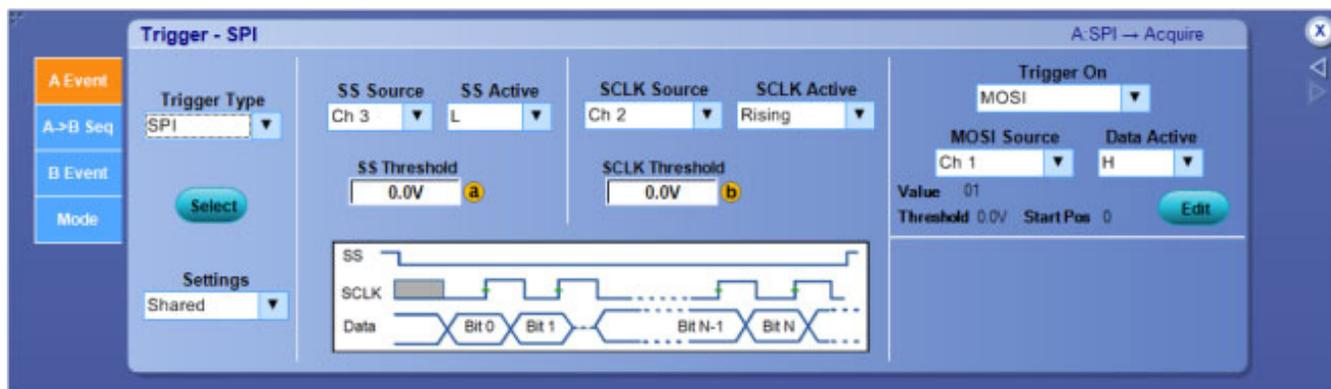 Trigger - SPI
A:SPI → Acquire
X
A Event
A->B Seq
B Event
Mode
Trigger Type
SPI
Select
Settings
Shared
SS Source
Ch 3
SS Active
L
SS Threshold
0.0V
a
SCLK Source
Ch 2
SCLK Active
Rising
SCLK Threshold
0.0V
b
SS
SCLK
Data
Bit 0
Bit 1
Bit N-1
Bit N
Trigger On
MOSI
MOSI Source
Ch 1
Data Active
H
Value 01
Threshold 0.0V Start Pos 0
Edit